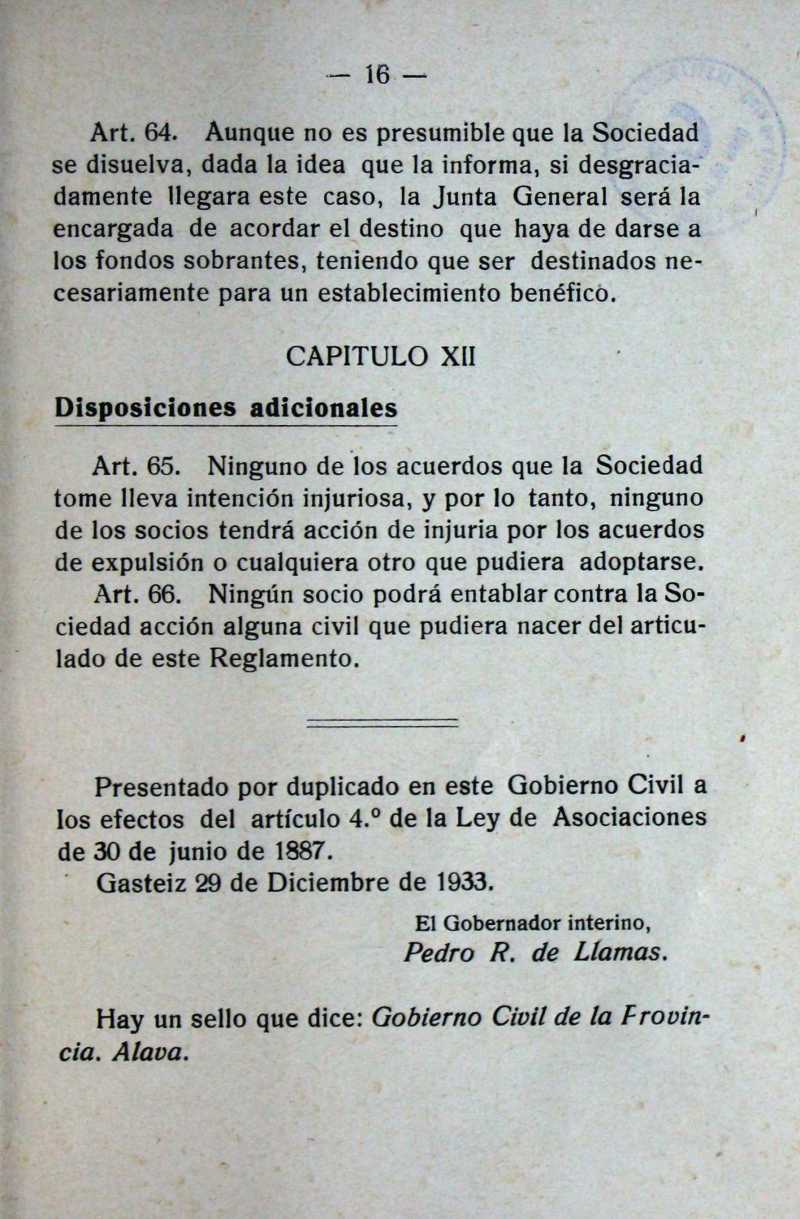 — 16 —
Art. 64. Aunque no es presumible que la Sociedad
se disuelva, dada la idea que la informa, si desgracia-
damente llegara este caso, la Junta General será la
encargada de acordar el destino que haya de darse a
los fondos sobrantes, teniendo que ser destinados ne-
cesariamente para un establecimiento benéfico.
CAPITULO XII
Disposiciones adicionales
Art. 65. Ninguno de los acuerdos que la Sociedad
tome lleva intención injuriosa, y por lo tanto, ninguno
de los socios tendrá acción de injuria por los acuerdos
de expulsión o cualquiera otro que pudiera adoptarse.
Art. 66. Ningún socio podrá entablar contra la So-
ciedad acción alguna civil que pudiera nacer del articu-
lado de este Reglamento.
Presentado por duplicado en este Gobierno Civil a
los efectos del artículo 4.º de la Ley de Asociaciones
de 30 de junio de 1887.
Gasteiz 29 de Diciembre de 1933.
El Gobernador interino,
Pedro R. de Llamas.
Hay un sello que dice: Gobierno Civil de la Provin-
cia. Alava.